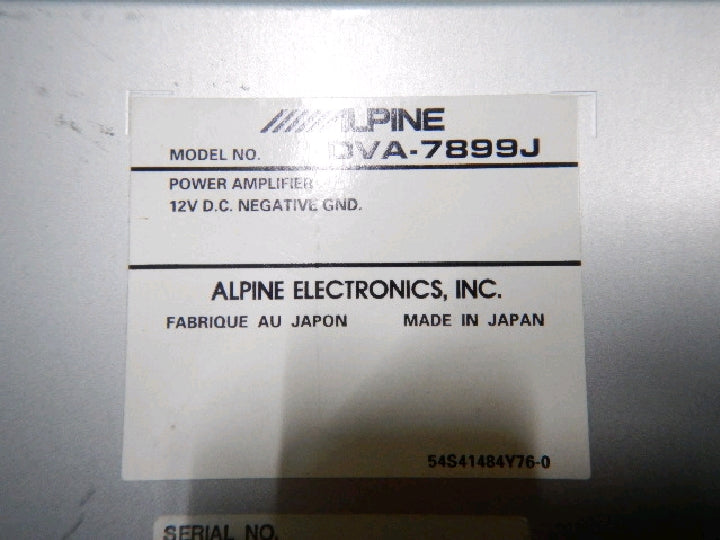 ALPINE
MODEL NO. DVA-7899J
POWER AMPLIFIER
12V D.C. NEGATIVE GND.
ALPINE ELECTRONICS, INC.
FABRIQUE AU JAPON MADE IN JAPAN
54S41484Y76-0
SERIAL NO.